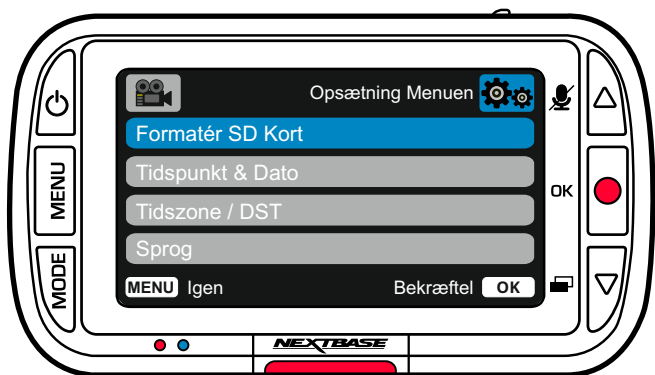 Opsætning Menuen
Formatér SD Kort
Tidspunkt & Dato
Tidszone / DST
Sprog
MENU Igen Bekræftel OK
MENU
MODE
OK
NEXTBASE